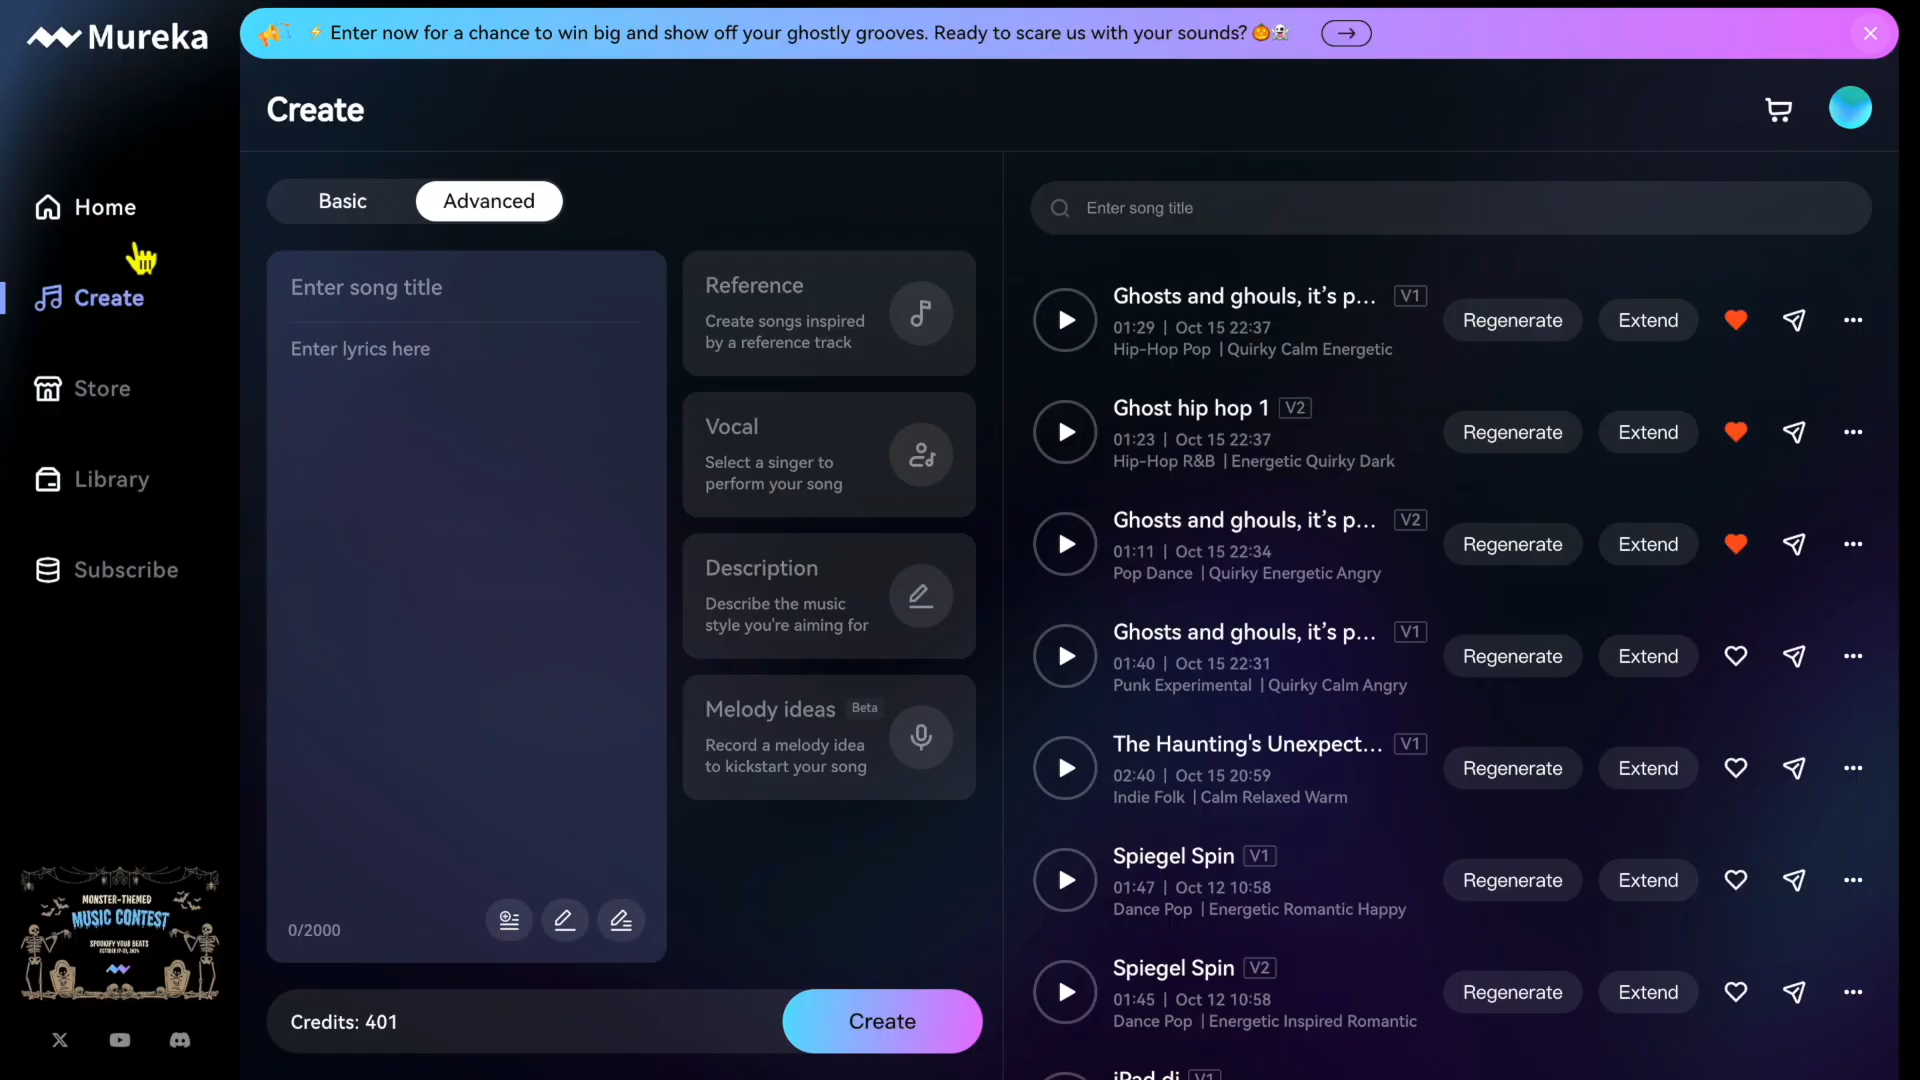 Mureka
⚡ Enter now for a chance to win big and show off your ghostly grooves. Ready to scare us with your sounds? 🎃👻
Create
Home
Create
Store
Library
Subscribe
MONSTER-THEMED
MUSIC CONTEST
SPOOKIFY YOUR BEATS
Basic
Advanced
Enter song title
Enter lyrics here
0/2000
Reference
Create songs inspired
by a reference track
Vocal
Select a singer to
perform your song
Description
Describe the music
style you're aiming for
Melody ideas Beta
Record a melody idea
to kickstart your song
Credits: 401
Create
Enter song title
Ghosts and ghouls, it’s p... V1
01:29 | Oct 15 22:37
Hip-Hop Pop | Quirky Calm Energetic
Regenerate Extend
Ghost hip hop 1 V2
01:23 | Oct 15 22:37
Hip-Hop R&B | Energetic Quirky Dark
Regenerate Extend
Ghosts and ghouls, it’s p... V2
01:11 | Oct 15 22:34
Pop Dance | Quirky Energetic Angry
Regenerate Extend
Ghosts and ghouls, it’s p... V1
01:40 | Oct 15 22:31
Punk Experimental | Quirky Calm Angry
Regenerate Extend
The Haunting's Unexpect... V1
02:40 | Oct 15 20:59
Indie Folk | Calm Relaxed Warm
Regenerate Extend
Spiegel Spin V1
01:47 | Oct 12 10:58
Dance Pop | Energetic Romantic Happy
Regenerate Extend
Spiegel Spin V2
01:45 | Oct 12 10:58
Dance Pop | Energetic Inspired Romantic
Regenerate Extend
iPad dj V1